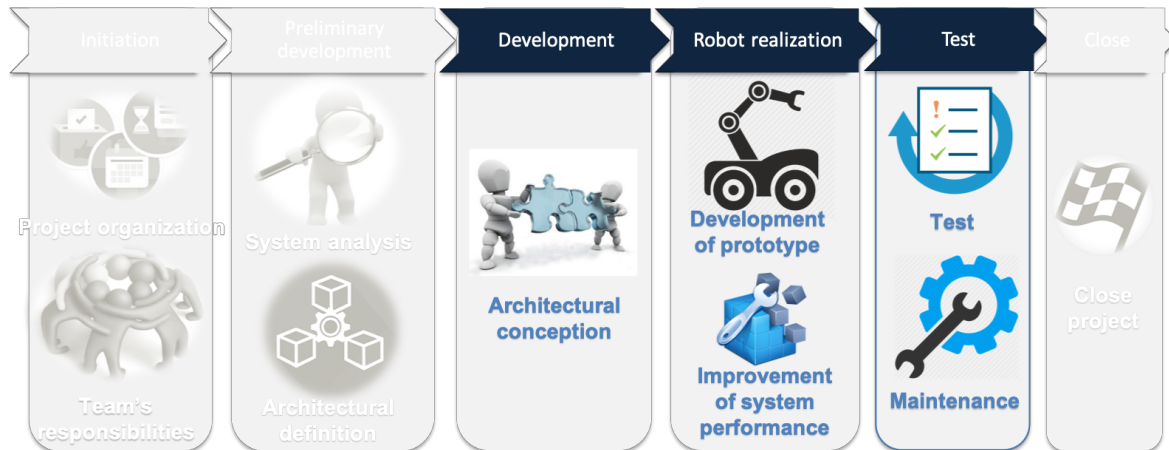 Initiation
Preliminary
development
Development
Robot realization
Test
Close
Project organization
Team's
responsibilities
System analysis
Architectural
definition
Architectural
conception
Development
of prototype
Improvement
of system
performance
Test
Maintenance
Close
project